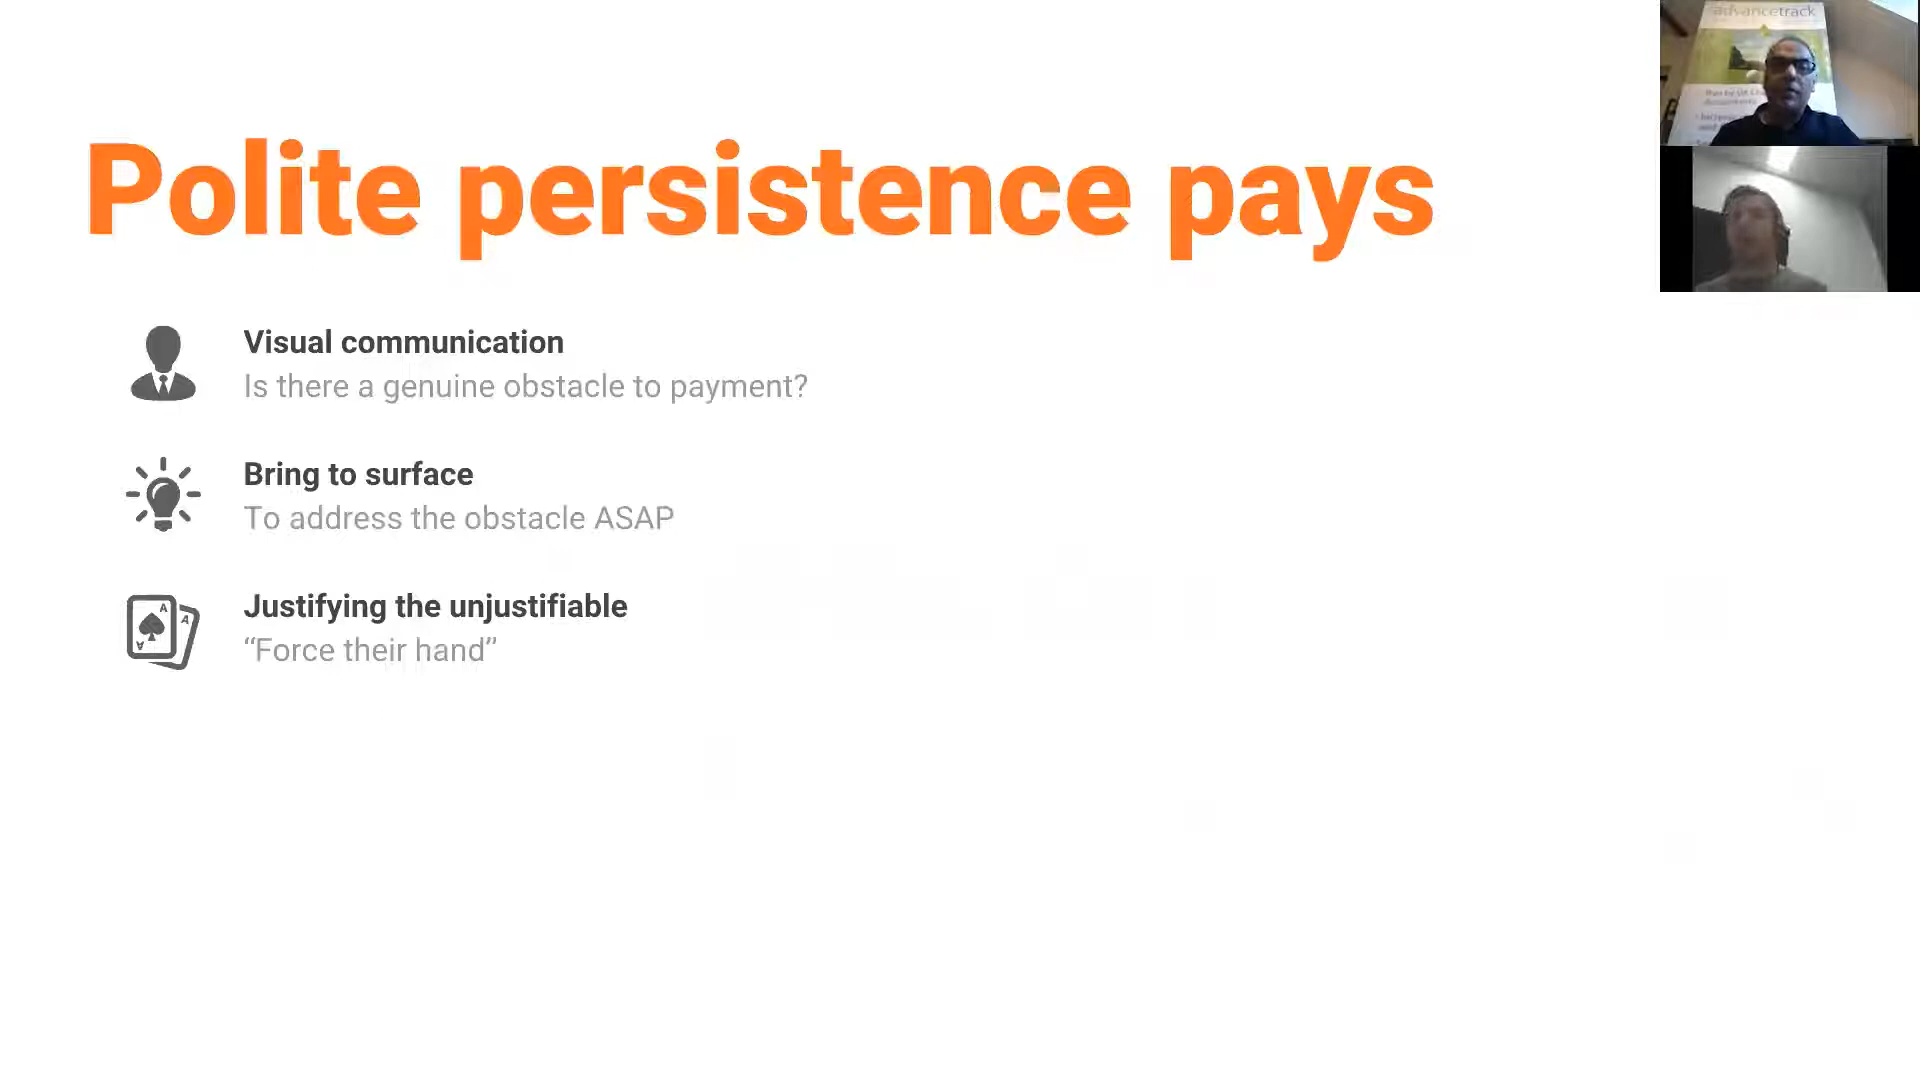 Polite persistence pays
Visual communication
Is there a genuine obstacle to payment?
Bring to surface
To address the obstacle ASAP
Justifying the unjustifiable
“Force their hand”
advancetrack